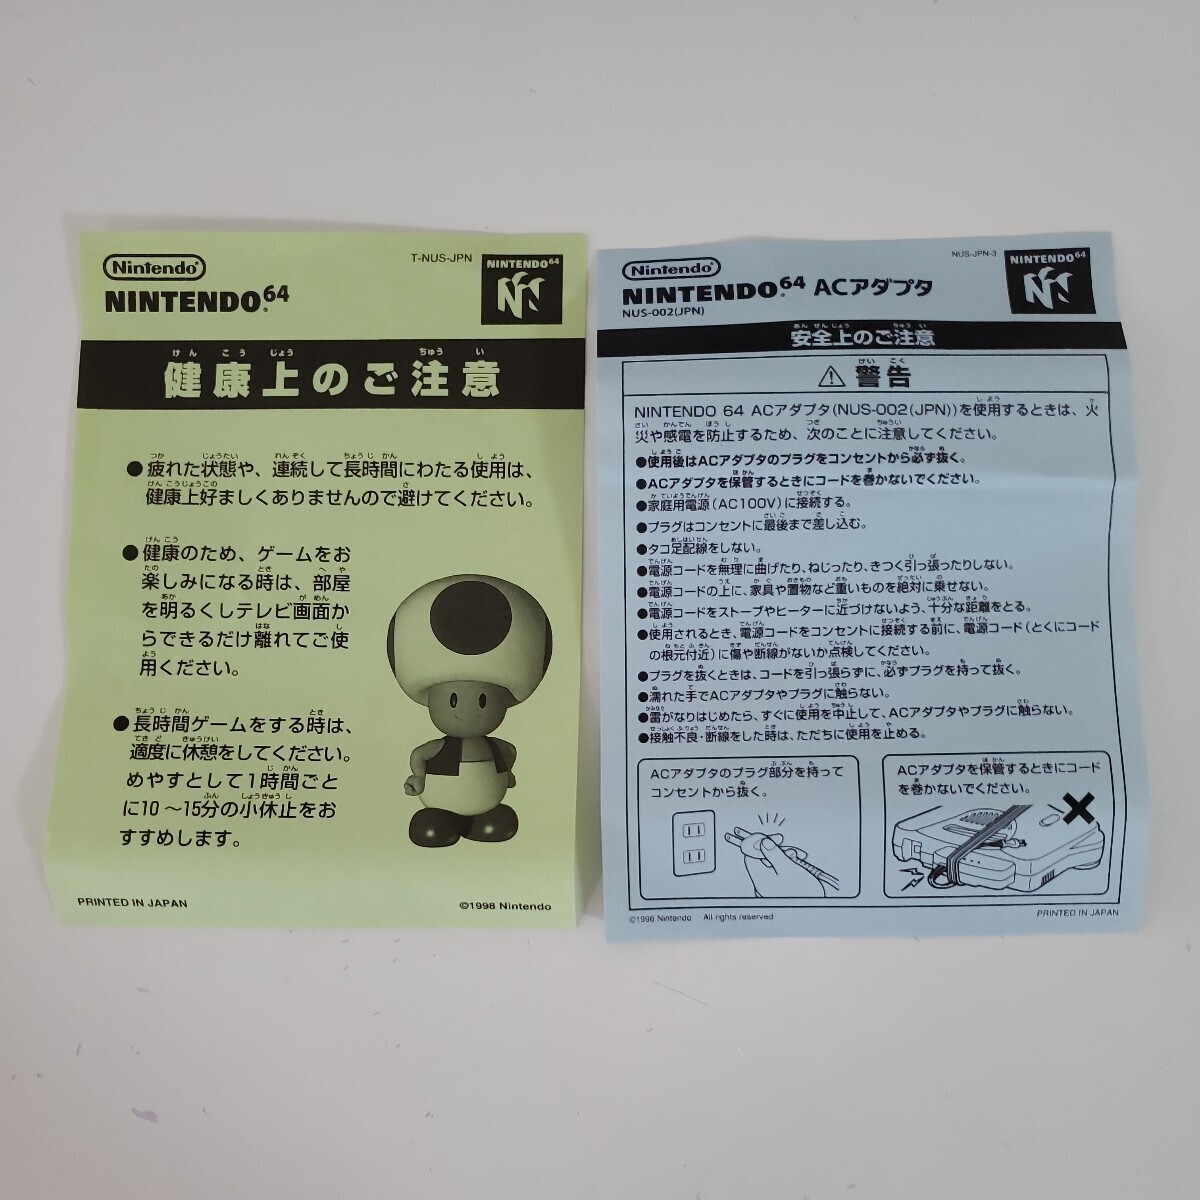 Nintendo
NINTENDO64
T-NUS-JPN
NINTENDO64
健康上のご注意
●疲れた状態や、連続して長時間にわたる使用は、
健康上好ましくありませんので避けてください。
●健康のため、ゲームをお
楽しみになる時は、部屋
を明るくしテレビ画面か
らできるだけ離れてご使
用ください。
●長時間ゲームをする時は、
適度に休憩をしてください。
めやすとして1時間ごと
に10～15分の小休止をお
すすめします。
PRINTED IN JAPAN
©1998 Nintendo
Nintendo
NINTENDO64 ACアダプタ
NUS-002(JPN)
NUS-JPN-3
NINTENDO64
安全上のご注意
⚠警告
NINTENDO 64 ACアダプタ(NUS-002(JPN))を使用するときは、火
災や感電を防止するため、次のことに注意してください。
●使用後はACアダプタのプラグをコンセントから必ず抜く。
●ACアダプタを保管するときにコードを巻かないでください。
●家庭用電源(AC100V)に接続する。
●プラグはコンセントに最後まで差し込む。
●タコ足配線をしない。
●電源コードを無理に曲げたり、ねじったり、きつく引っ張ったりしない。
●電源コードの上に、家具や置物など重いものを絶対に乗せない。
●電源コードをストーブやヒーターに近づけないよう、十分な距離をとる。
●使用されるとき、電源コードをコンセントに接続する前に、電源コード(とくにコード
の根元付近)に傷や断線がないか点検してください。
●プラグを抜くときは、コードを引っ張らずに、必ずプラグを持って抜く。
●濡れた手でACアダプタやプラグに触らない。
●雷がなりはじめたら、すぐに使用を中止して、ACアダプタやプラグに触らない。
●接触不良・断線をした時は、ただちに使用を止める。
ACアダプタのプラグ部分を持って
コンセントから抜く。
ACアダプタを保管するときにコード
を巻かないでください。
©1998 Nintendo All rights reserved
PRINTED IN JAPAN